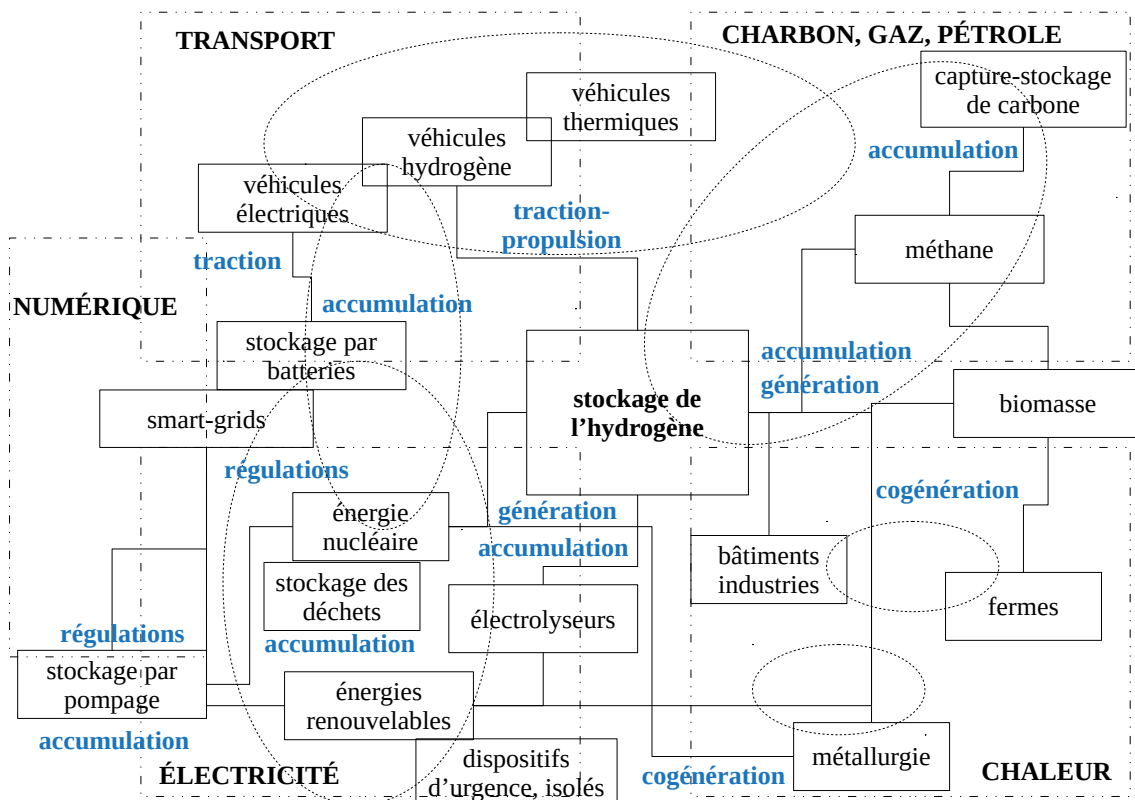 TRANSPORT
CHARBON, GAZ, PÉTROLE
capture-stockage
de carbone
véhicules
thermiques
véhicules
hydrogène
accumulation
véhicules
électriques
traction-
propulsion
méthane
traction
NUMÉRIQUE
accumulation
stockage par
batteries
accumulation
génération
stockage de
l’hydrogène
biomasse
smart-grids
régulations
cogénération
énergie
nucléaire
génération
accumulation
bâtiments
industries
stockage des
déchets
électrolyseurs
fermes
régulations
accumulation
stockage par
pompage
énergies
renouvelables
accumulation
métallurgie
dispositifs
d’urgence, isolés
ÉLECTRICITÉ
cogénération
CHALEUR